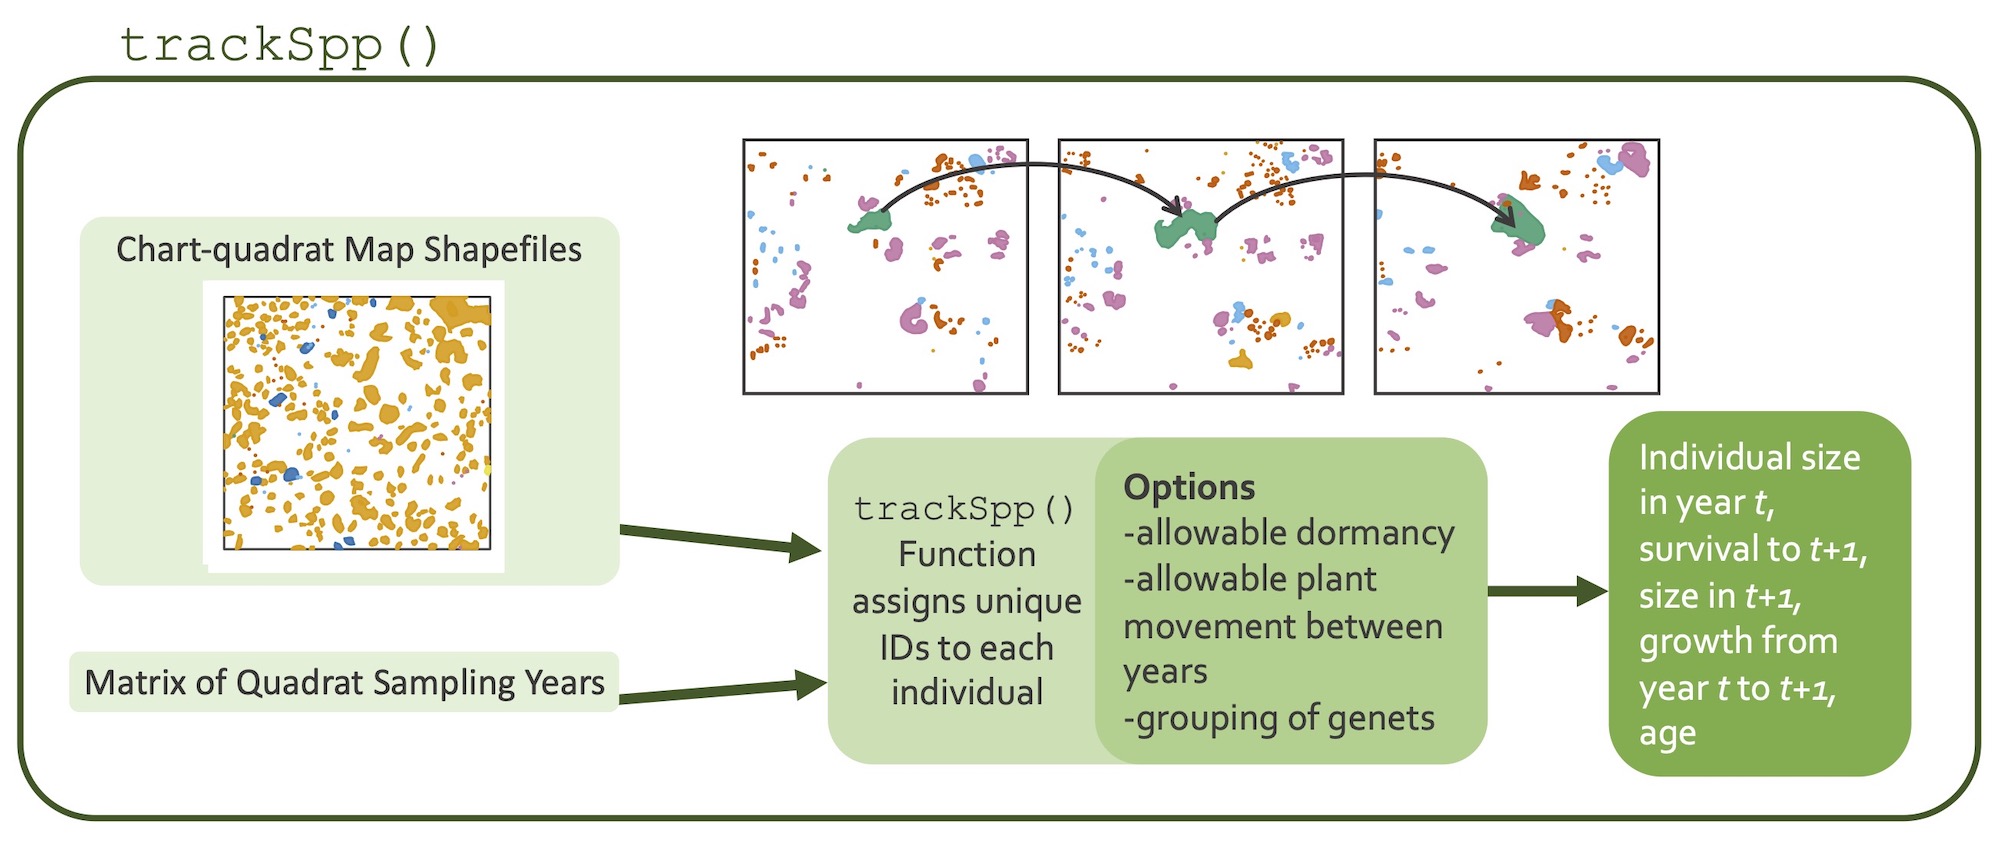 trackSpp()
Chart-quadrat Map Shapefiles
Matrix of Quadrat Sampling Years
trackSpp()
Function
assigns unique
IDs to each
individual
Options
-allowable dormancy
-allowable plant
movement between
years
-grouping of genets
Individual size
in year t,
survival to t+1,
size in t+1,
growth from
year t to t+1,
age